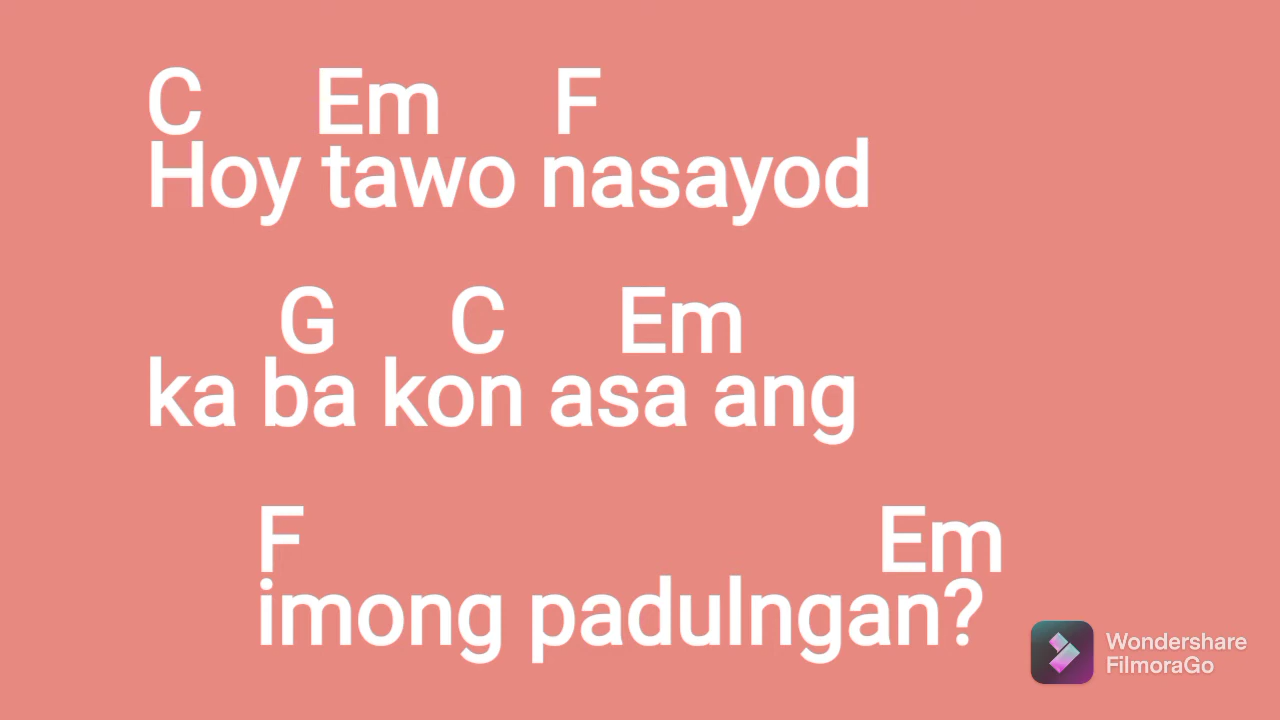 C Em F
Hoy tawo nasayod
G C Em
ka ba kon asa ang
F Em
imong padulngan?
Wondershare
FilmoraGo